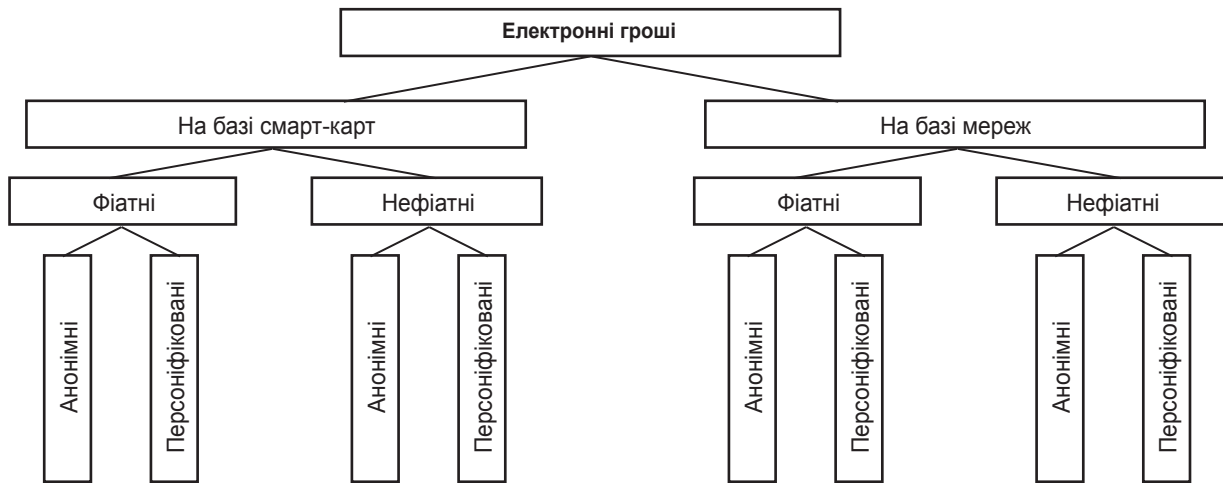 Електронні гроші
На базі смарт-карт
На базі мереж
Фіатні
Нефіатні
Фіатні
Нефіатні
Анонімні
Персоніфіковані
Анонімні
Персоніфіковані
Анонімні
Персоніфіковані
Анонімні
Персоніфіковані